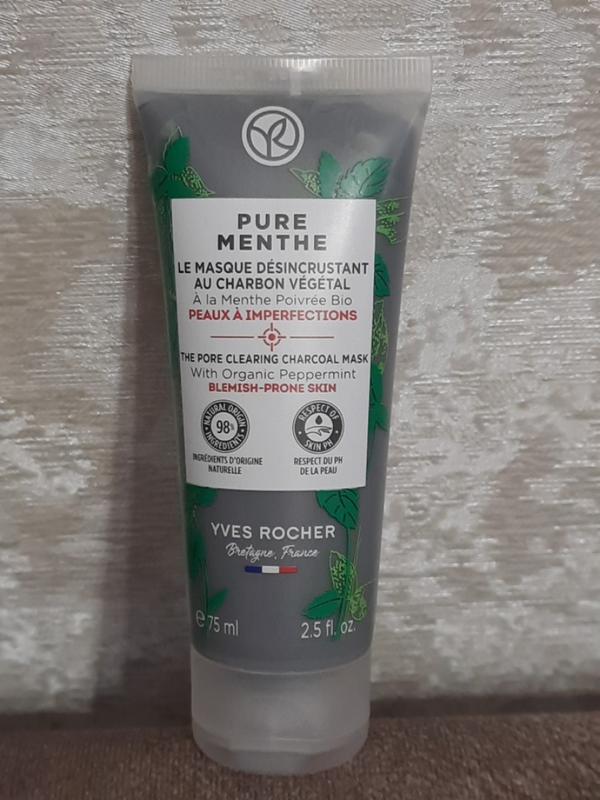 PURE
MENTHE
LE MASQUE DÉSINCRUSTANT
AU CHARBON VÉGÉTAL
À la Menthe Poivrée Bio
PEAUX À IMPERFECTIONS
THE PORE CLEARING CHARCOAL MASK
With Organic Peppermint
BLEMISH-PRONE SKIN
NATURAL ORIGIN
98%
INGREDIENTS
INGRÉDIENTS D'ORIGINE
NATURELLE
RESPECT OF
SKIN PH
RESPECT DU PH
DE LA PEAU
YVES ROCHER
Bretagne, France
e 75 ml
2.5 fl. oz.